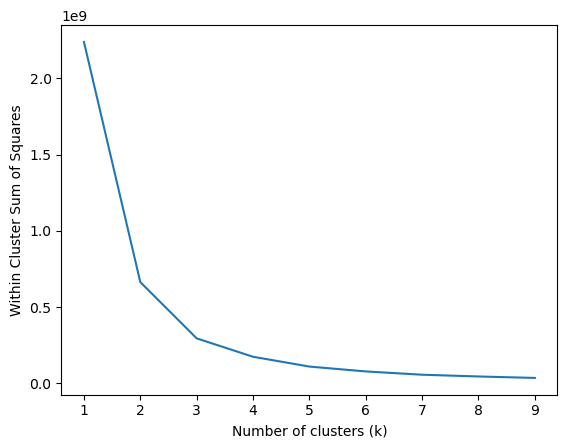 1e9
2.0
1.5
1.0
0.5
0.0
Within Cluster Sum of Squares
1 2 3 4 5 6 7 8 9
Number of clusters (k)